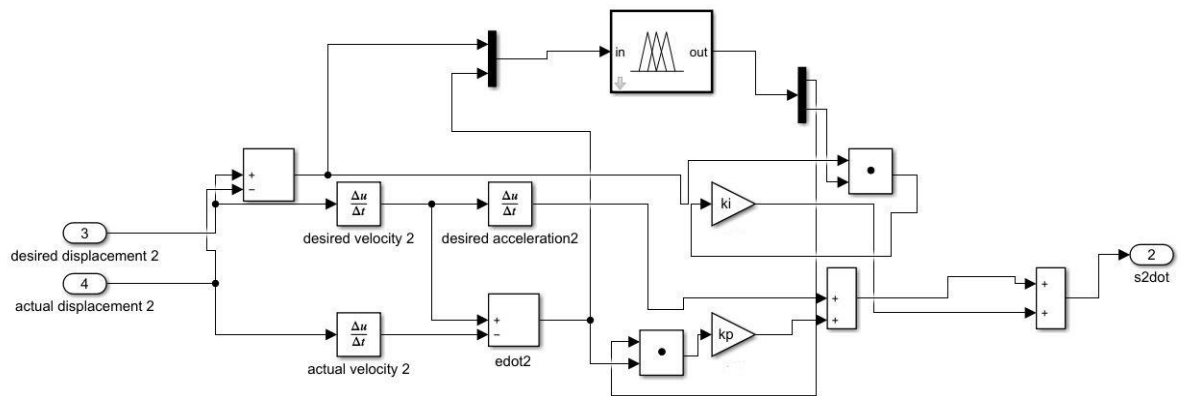 in out
+
−
ki
Δu
Δt
desired velocity 2
Δu
Δt
desired acceleration2
3
desired displacement 2
4
actual displacement 2
2
s2dot
+
−
edot2
Δu
Δt
actual velocity 2
kp
+
+
+
+